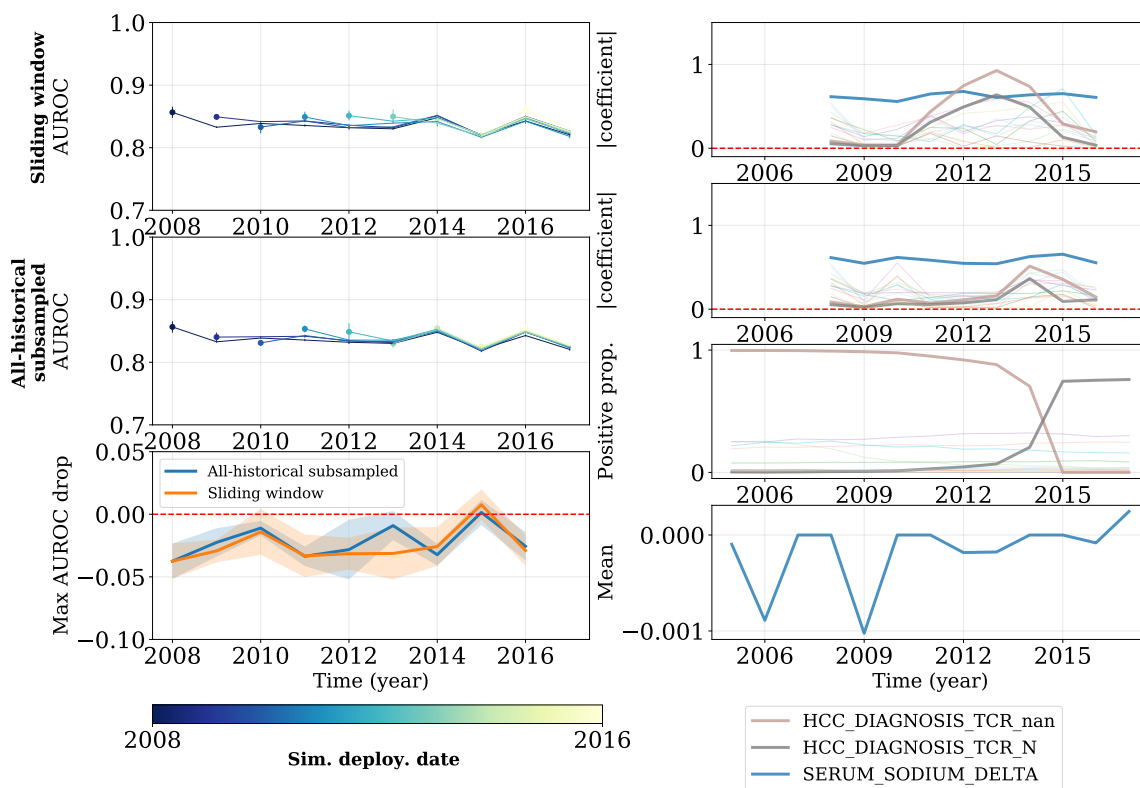 Sliding window
AUROC
1.0
0.9
0.8
0.7
2008
2010
2012
2014
2016
All-historical
subsampled
AUROC
1.0
0.9
0.8
0.7
2008
2010
2012
2014
2016
Max AUROC drop
0.05
0.00
−0.05
−0.10
All-historical subsampled
Sliding window
2008
2010
2012
2014
2016
Time (year)
2008
2016
Sim. deploy. date
|coefficient|
1
0
2006
2009
2012
2015
|coefficient|
1
0
Positive prop.
1
0
2006
2009
2012
2015
Mean
0.000
−0.001
2006
2009
2012
2015
Time (year)
HCC_DIAGNOSIS_TCR_nan
HCC_DIAGNOSIS_TCR_N
SERUM_SODIUM_DELTA